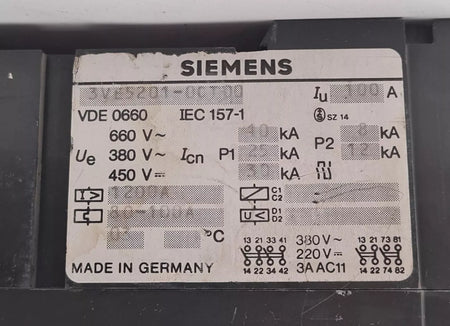 SIEMENS
3VE5201-0CT00 Iu 100 A
VDE 0660 IEC 157-1 SZ 14
660 V~ 40 kA 8 kA
Ue 380 V~ Icn P1 25 kA P2 12 kA
450 V⎓ 30 kA
I> 1200A C1 C2
80-100A U< D1 D2
°C
13 21 33 41 380V~ 13 21 73 81
220V⎓
14 22 34 42 3A AC11 14 22 74 82
MADE IN GERMANY